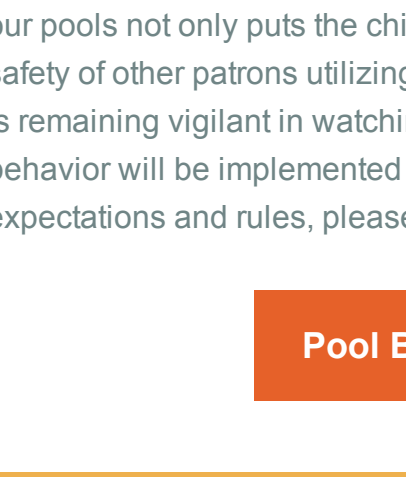 our pools not only puts the chi
safety of other patrons utilizing
s remaining vigilant in watchi
behavior will be implemented
expectations and rules, please
Pool E